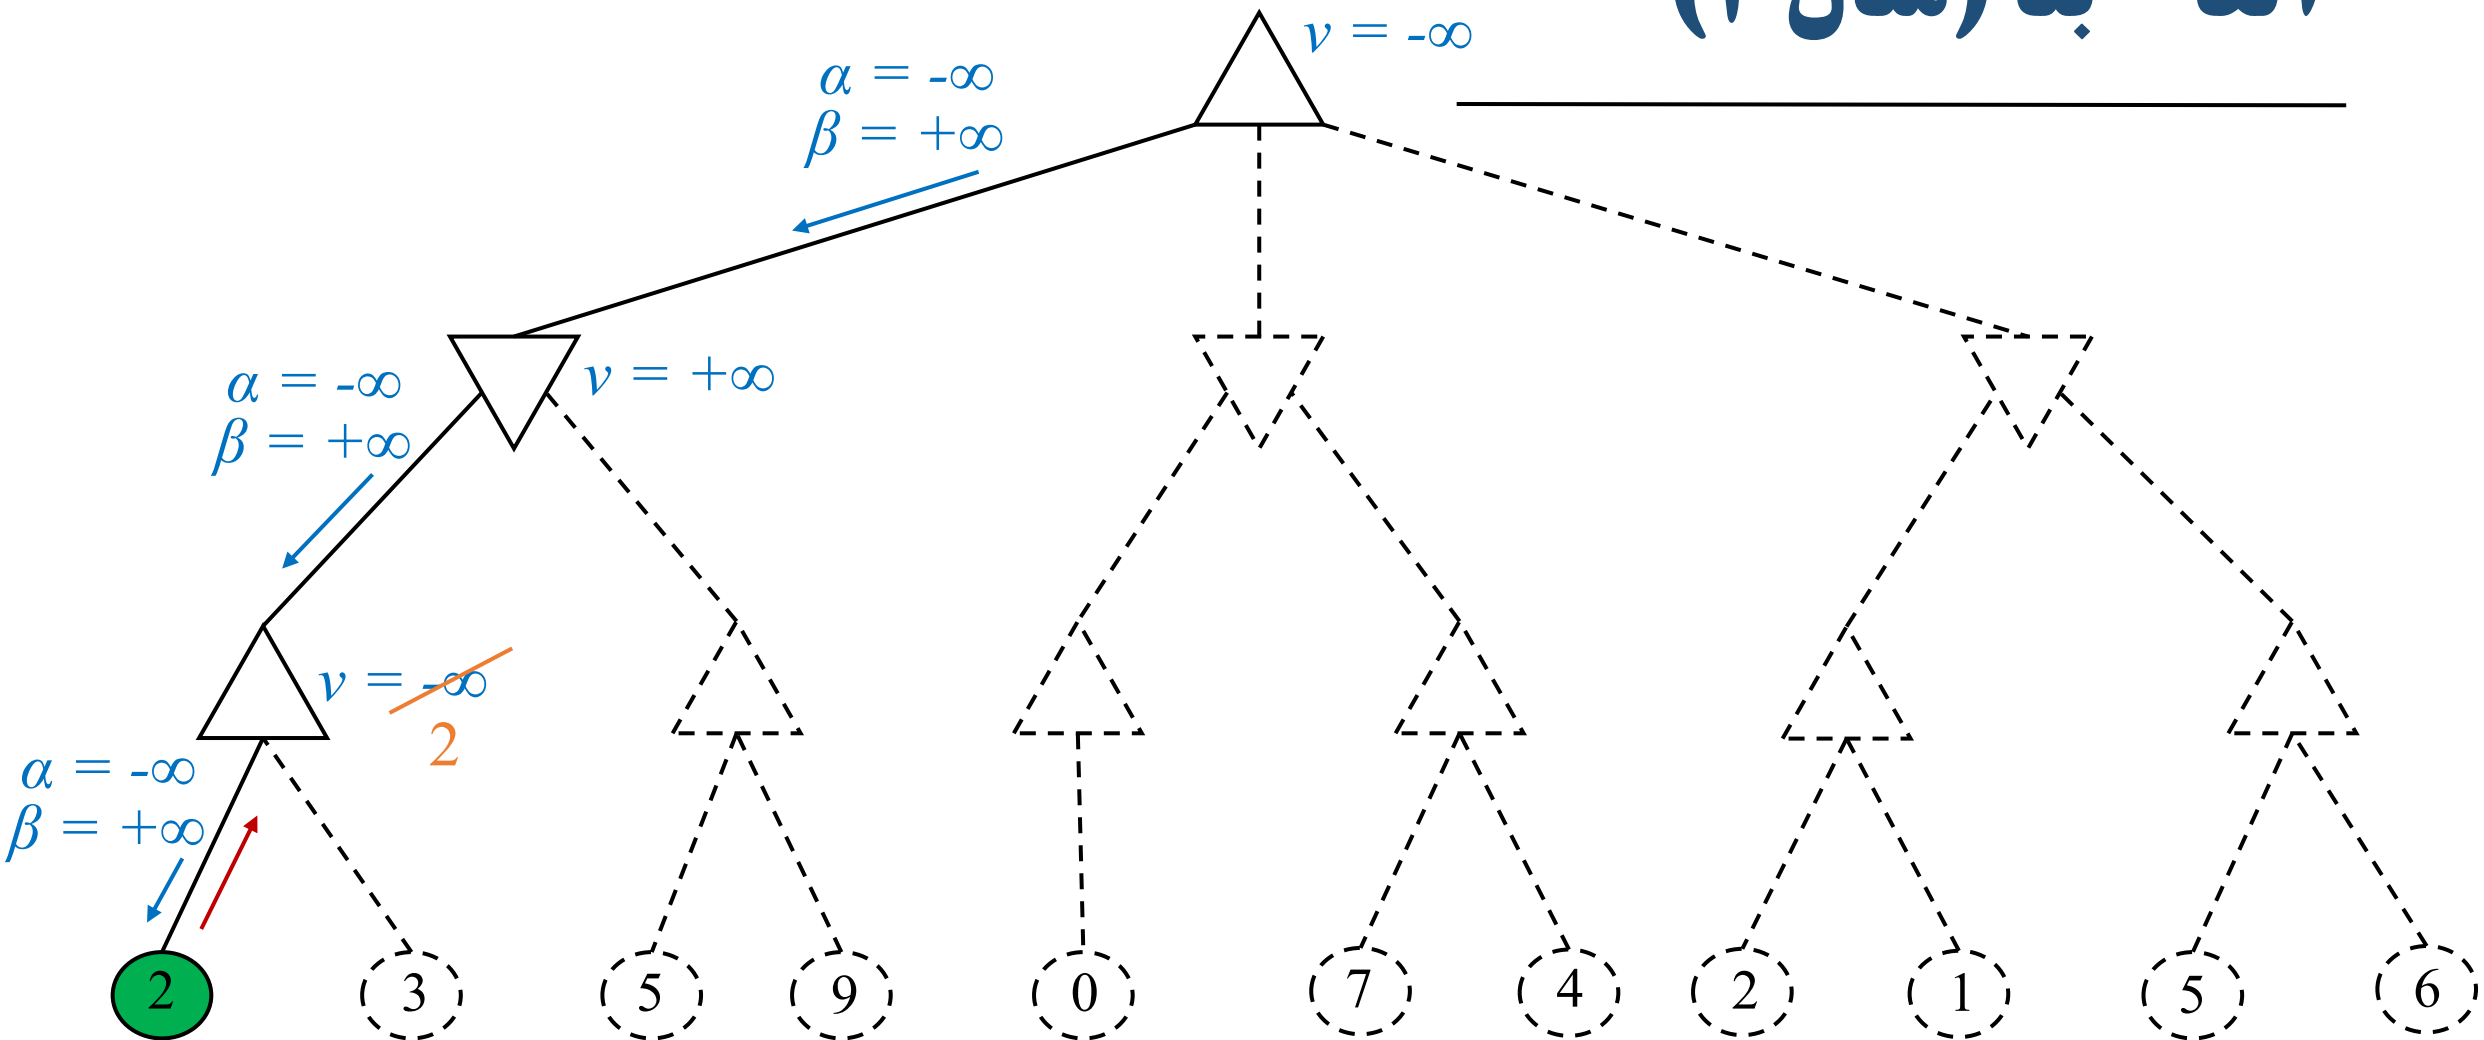 v = -∞
α = -∞
β = +∞
α = -∞
β = +∞
v = +∞
v = -∞
2
α = -∞
β = +∞
2 3 5 9 0 7 4 2 1 5 6